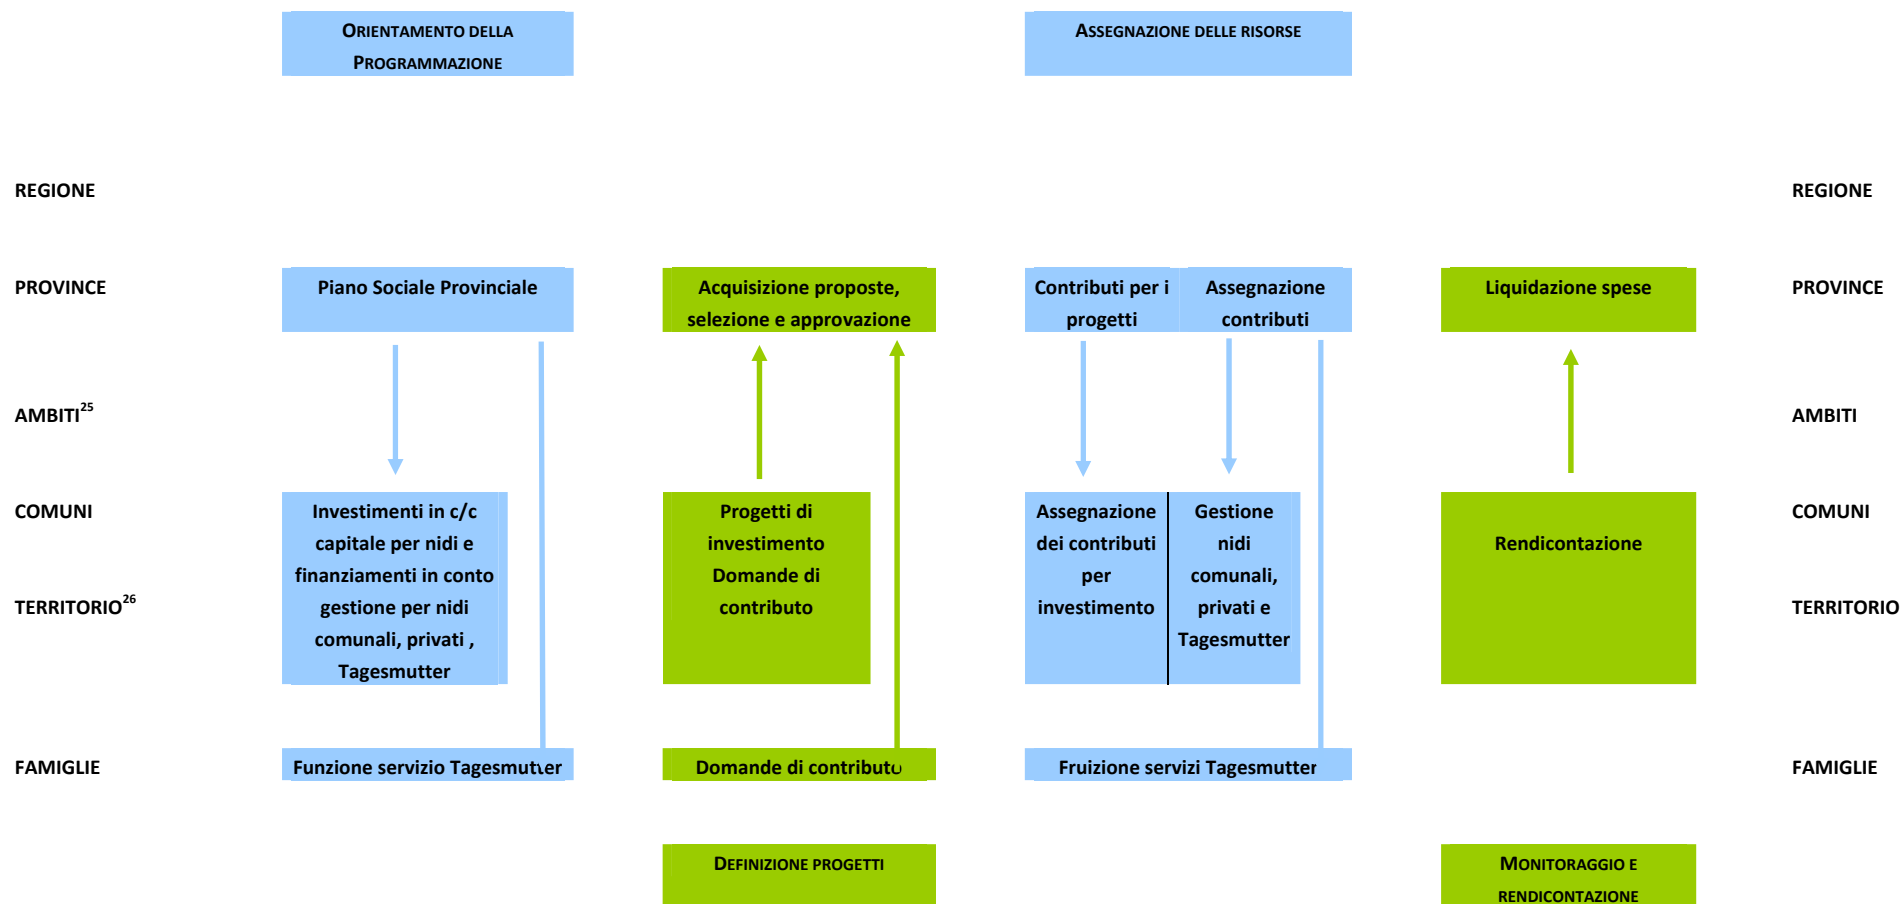 ORIENTAMENTO DELLA
PROGRAMMAZIONE
ASSEGNAZIONE DELLE RISORSE
REGIONE
REGIONE
PROVINCE
Piano Sociale Provinciale
Acquisizione proposte,
selezione e approvazione
Contributi per i
progetti
Assegnazione
contributi
Liquidazione spese
PROVINCE
AMBITI25
AMBITI
COMUNI
TERRITORIO26
Investimenti in c/c
capitale per nidi e
finanziamenti in conto
gestione per nidi
comunali, privati ,
Tagesmutter
Progetti di
investimento
Domande di
contributo
Assegnazione
dei contributi
per
investimento
Gestione
nidi
comunali,
privati e
Tagesmutter
Rendicontazione
COMUNI
TERRITORIO
FAMIGLIE
Funzione servizio Tagesmutter
Domande di contributo
Fruizione servizi Tagesmutter
FAMIGLIE
DEFINIZIONE PROGETTI
MONITORAGGIO E
RENDICONTAZIONE